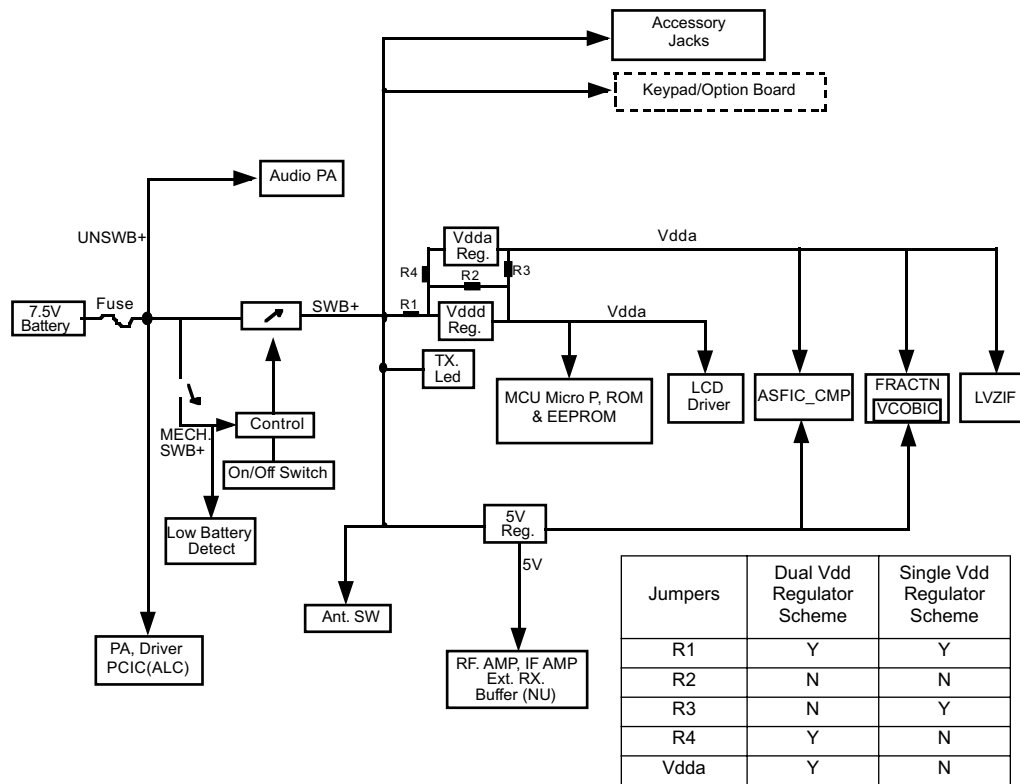 Accessory
Jacks
Keypad/Option Board
Audio PA
UNSWB+
Vdda
Reg.
Vdda
R4
R2
R3
7.5V
Battery
Fuse
SWB+
R1
Vddd
Reg.
Vdda
TX.
Led
MCU Micro P, ROM
& EEPROM
LCD
Driver
ASFIC_CMP
FRACTN
VCOBIC
LVZIF
MECH.
SWB+
Control
On/Off Switch
Low Battery
Detect
5V
Reg.
5V
Ant. SW
PA, Driver
PCIC(ALC)
RF. AMP, IF AMP
Ext. RX.
Buffer (NU)
Jumpers
Dual Vdd
Regulator
Scheme
Single Vdd
Regulator
Scheme
R1 Y Y
R2 N N
R3 N Y
R4 Y N
Vdda Y N